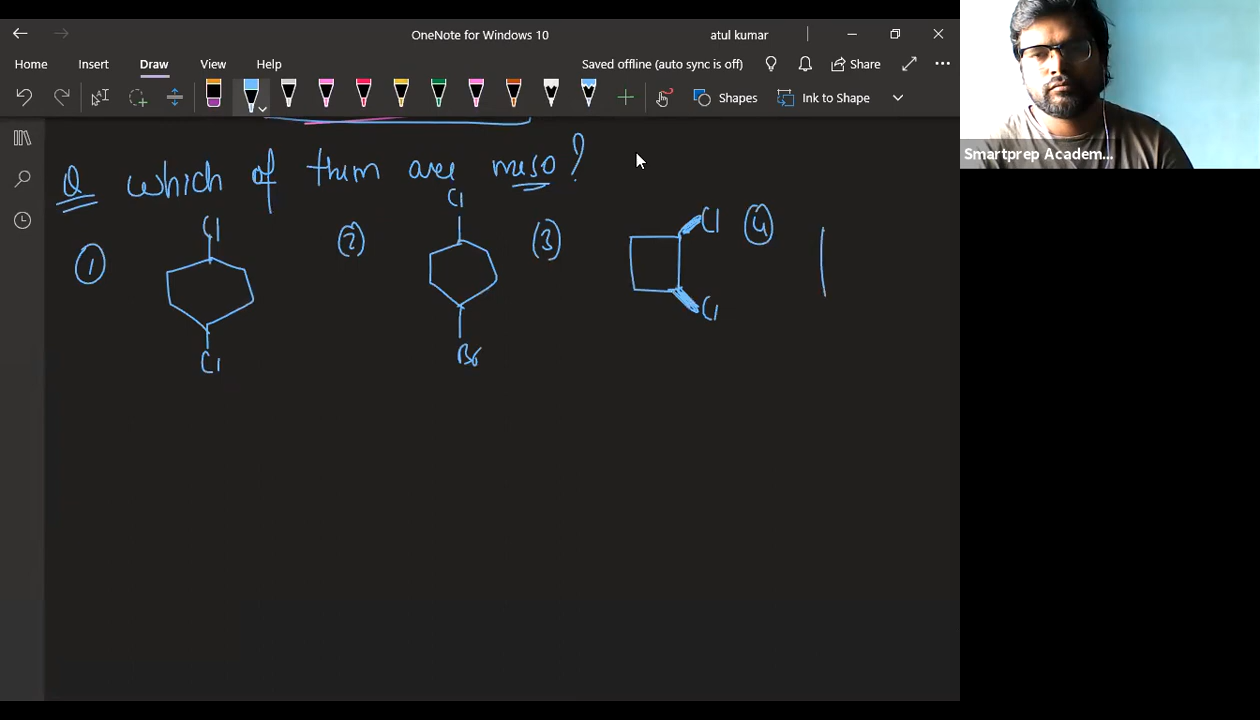 OneNote for Windows 10
atul kumar
Home Insert Draw View Help
Saved offline (auto sync is off)
Share
Shapes
Ink to Shape
Smartprep Academ...
Q which of them are meso?
① ② ③ ④
Cl
Cl
Cl
Br
Cl
Cl